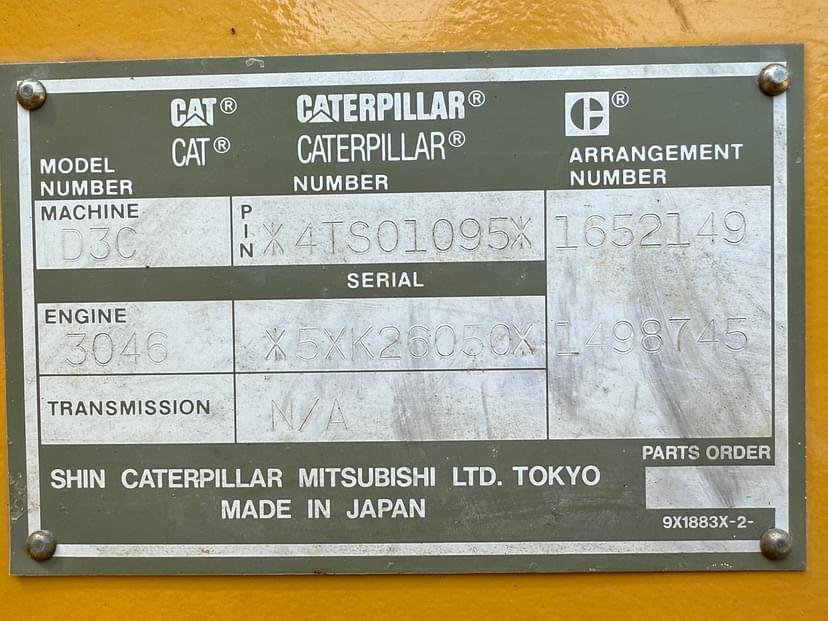 CAT® CATERPILLAR® C®
CAT® CATERPILLAR®
MODEL NUMBER NUMBER ARRANGEMENT NUMBER
MACHINE D3C PIN *4TS01095* 1652149
SERIAL
ENGINE 3046 *5XK26050* 1498745
TRANSMISSION N/A
PARTS ORDER
SHIN CATERPILLAR MITSUBISHI LTD. TOKYO
MADE IN JAPAN
9X1883X-2-